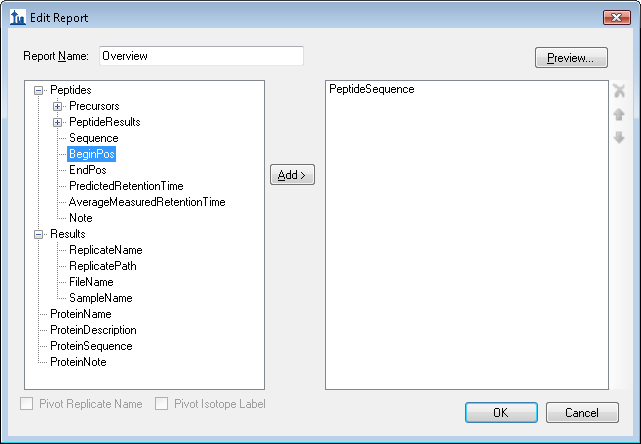 Edit Report
Report Name: Overview
Preview...
Peptides
Precursors
PeptideResults
Sequence
BeginPos
EndPos
PredictedRetentionTime
AverageMeasuredRetentionTime
Note
Results
ReplicateName
ReplicatePath
FileName
SampleName
ProteinName
ProteinDescription
ProteinSequence
ProteinNote
Add >
PeptideSequence
Pivot Replicate Name
Pivot Isotope Label
OK
Cancel